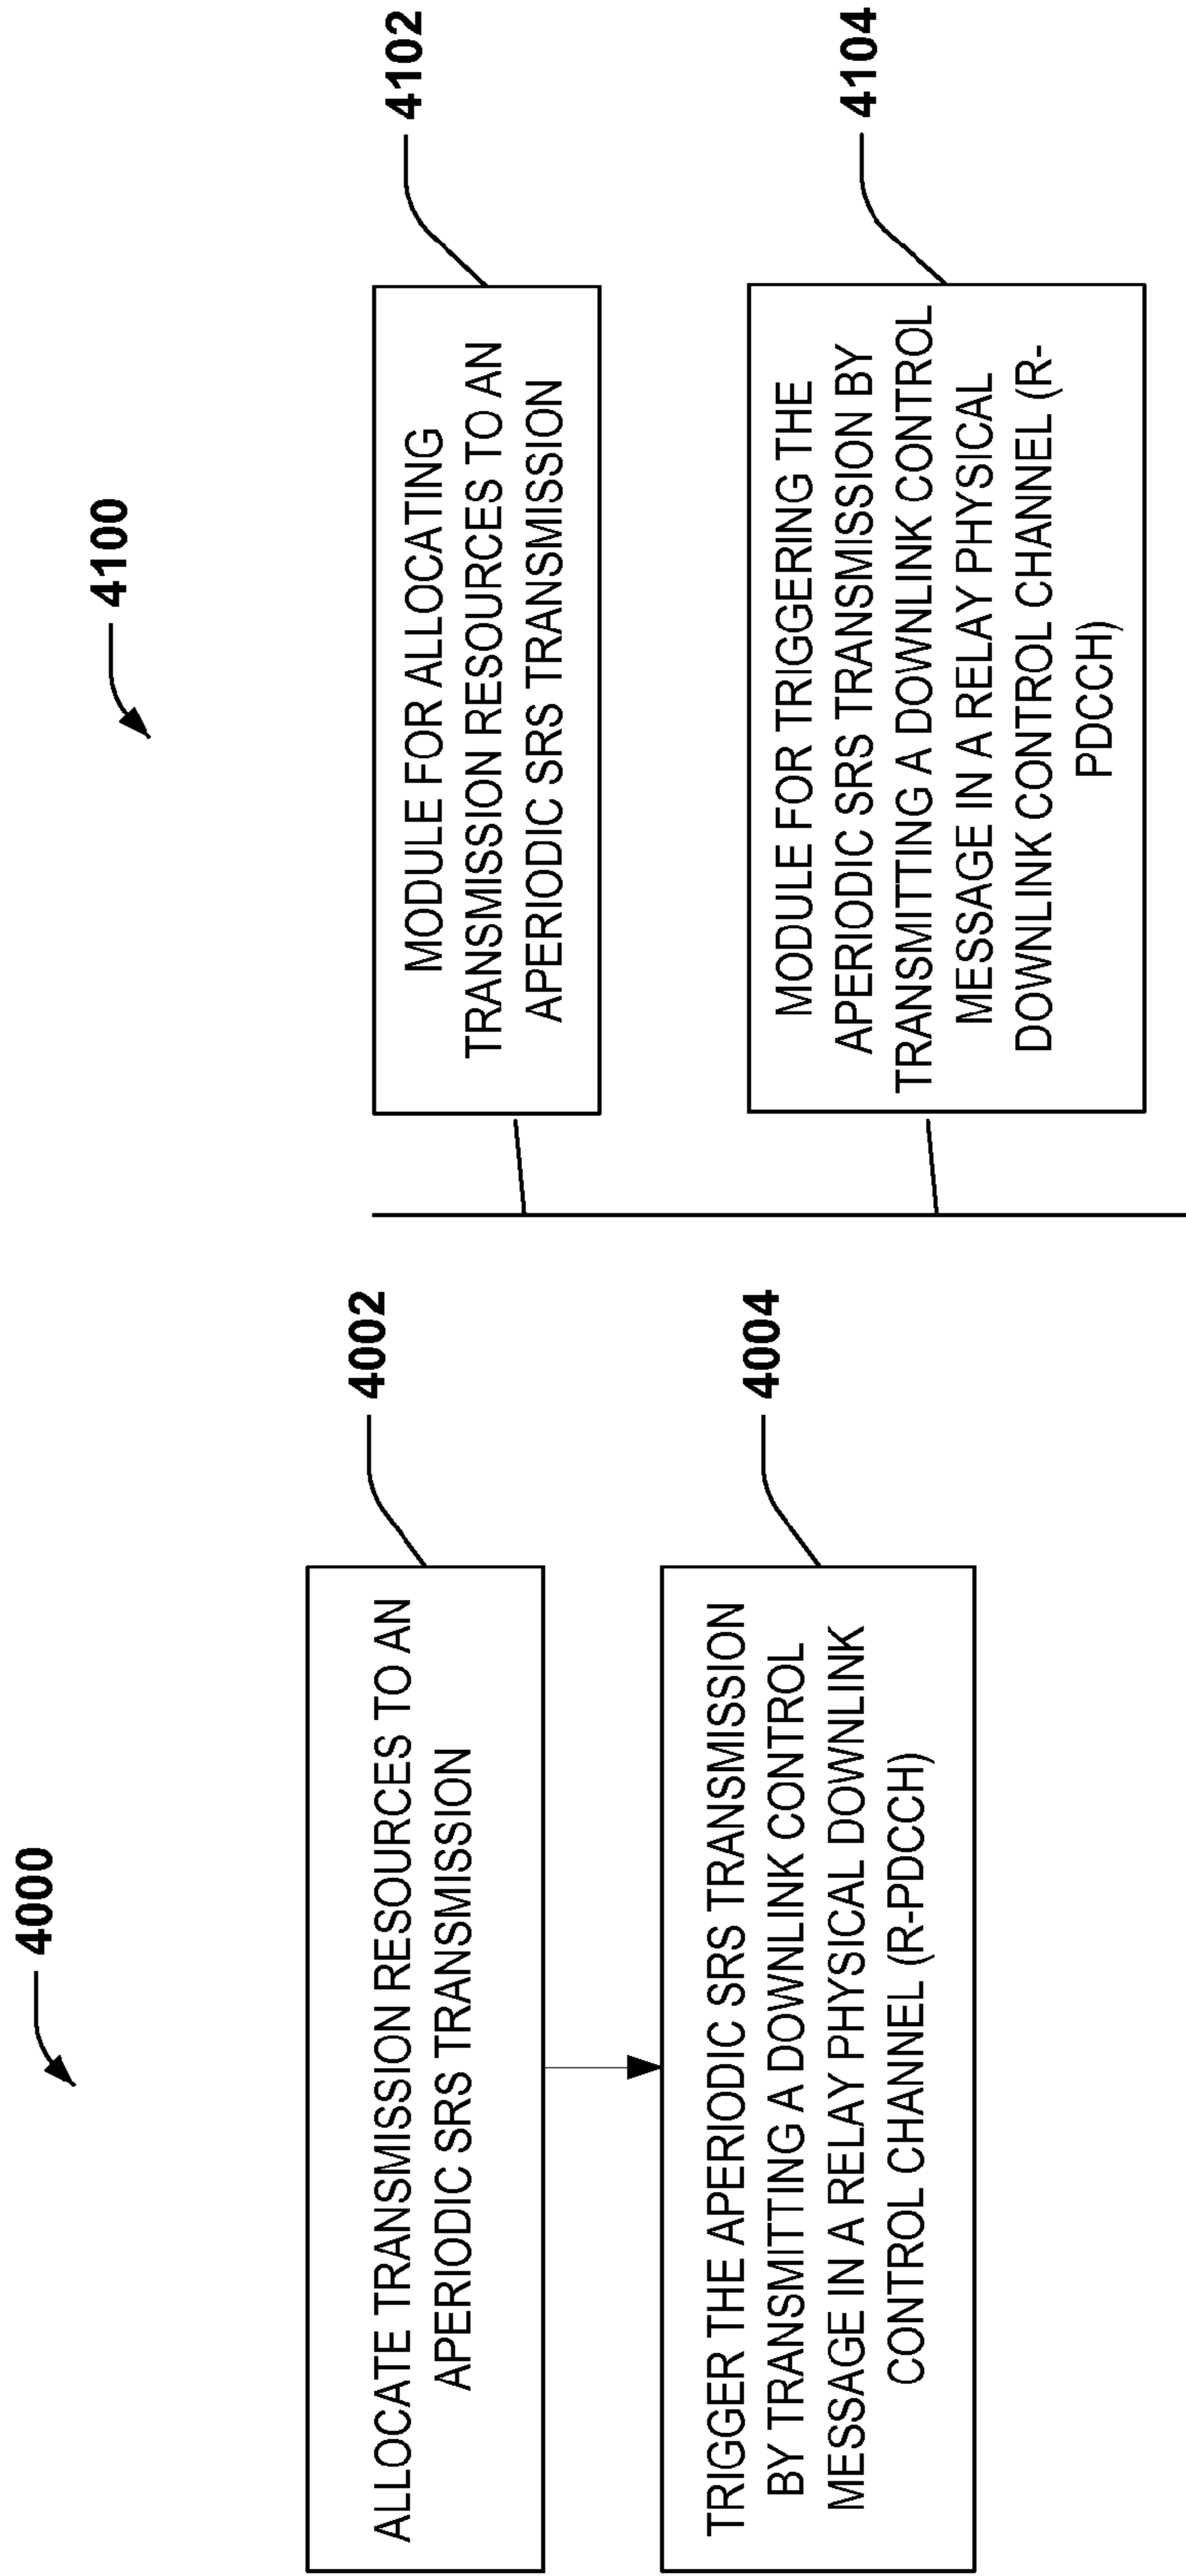 4000
4002
ALLOCATE TRANSMISSION RESOURCES TO AN
APERIODIC SRS TRANSMISSION
4004
TRIGGER THE APERIODIC SRS TRANSMISSION
BY TRANSMITTING A DOWNLINK CONTROL
MESSAGE IN A RELAY PHYSICAL DOWNLINK
CONTROL CHANNEL (R-PDCCH)
4100
4102
MODULE FOR ALLOCATING
TRANSMISSION RESOURCES TO AN
APERIODIC SRS TRANSMISSION
4104
MODULE FOR TRIGGERING THE
APERIODIC SRS TRANSMISSION BY
TRANSMITTING A DOWNLINK CONTROL
MESSAGE IN A RELAY PHYSICAL
DOWNLINK CONTROL CHANNEL (R-
PDCCH)